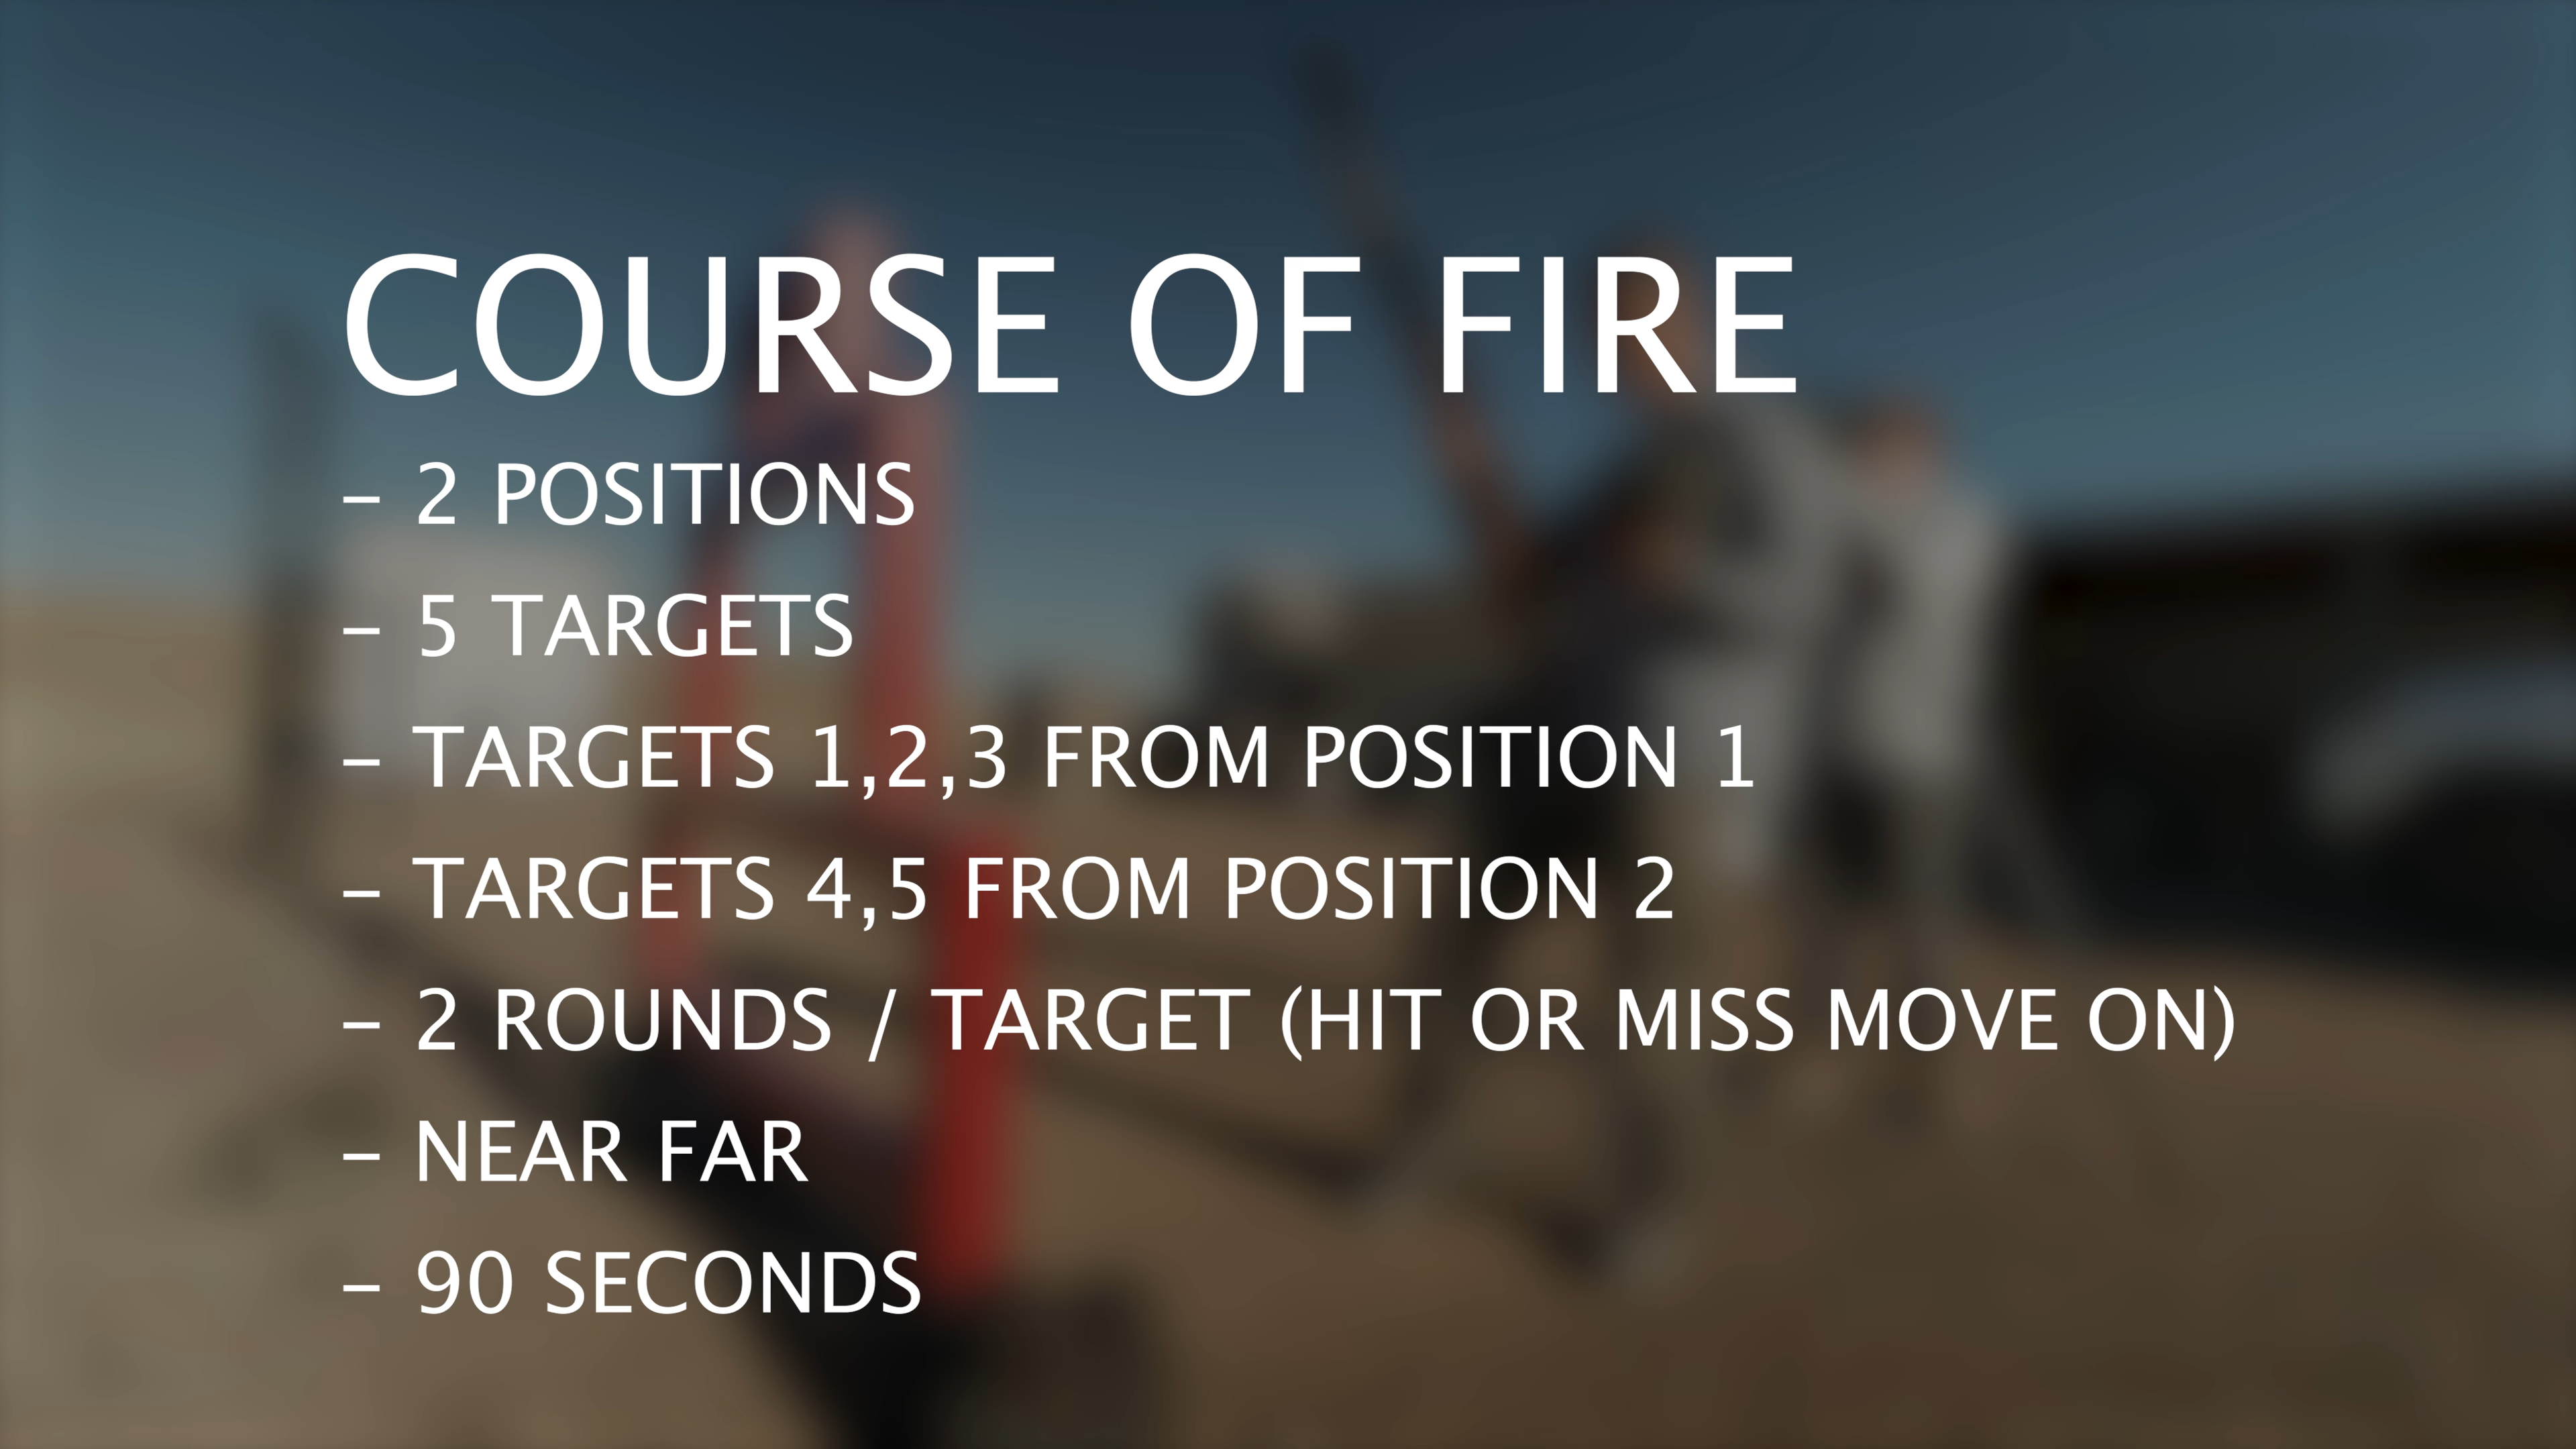 COURSE OF FIRE
- 2 POSITIONS
- 5 TARGETS
- TARGETS 1,2,3 FROM POSITION 1
- TARGETS 4,5 FROM POSITION 2
- 2 ROUNDS / TARGET (HIT OR MISS MOVE ON)
- NEAR FAR
- 90 SECONDS